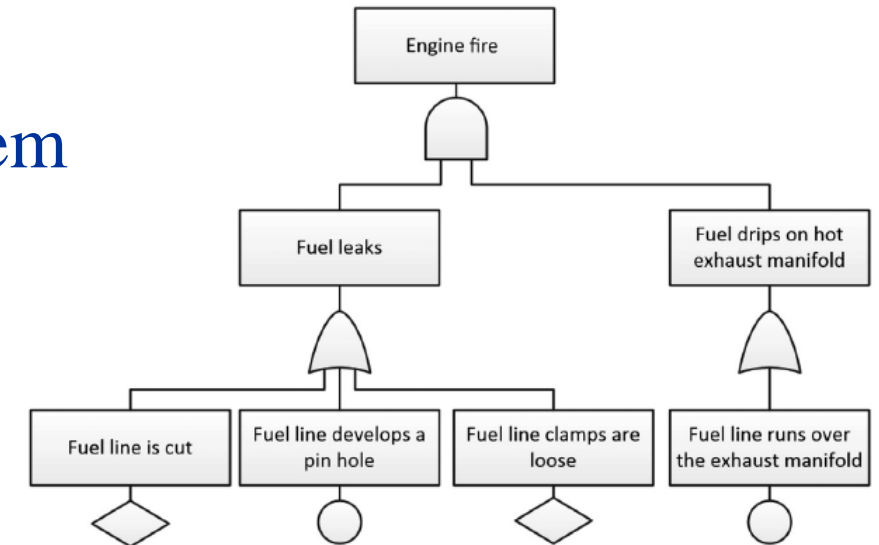 Engine fire
em
Fuel leaks
Fuel drips on hot
exhaust manifold
Fuel line is cut
Fuel line develops a
pin hole
Fuel line clamps are
loose
Fuel line runs over
the exhaust manifold